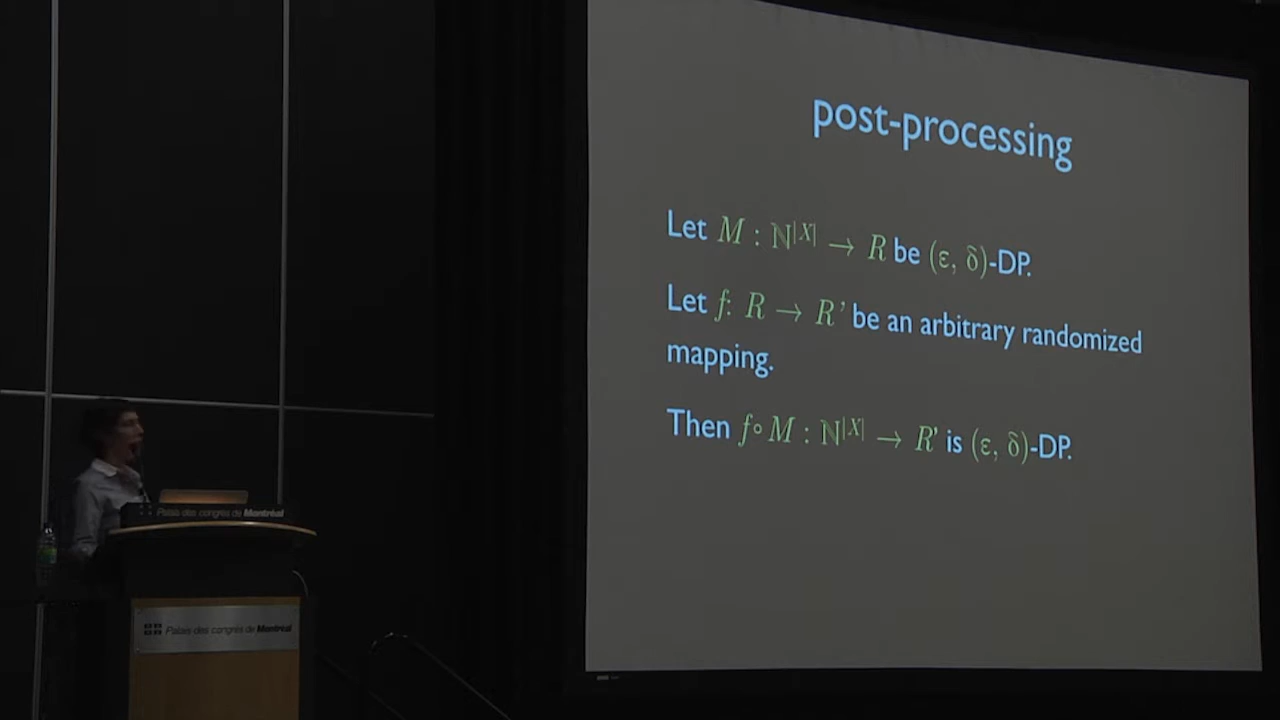 post-processing
Let M : ℕ|X| → R be (ε, δ)-DP.
Let f: R → R' be an arbitrary randomized
mapping.
Then f∘M : ℕ|X| → R' is (ε, δ)-DP.
Palais des congrès de Montréal
Palais des congrès de Montréal